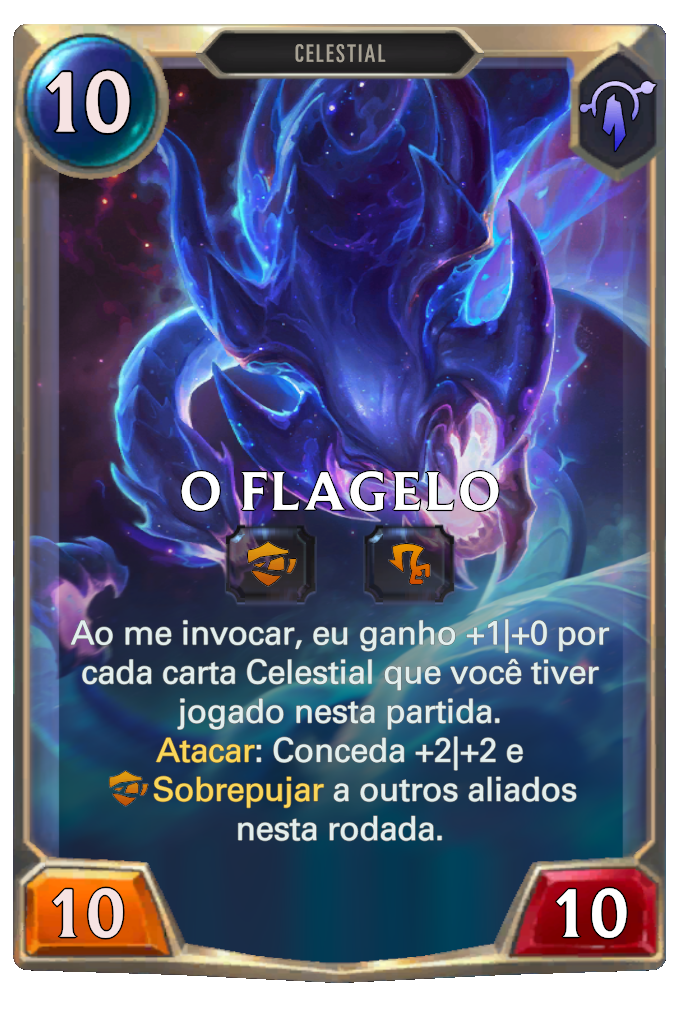 CELESTIAL
10
O FLAGELO
Ao me invocar, eu ganho +1|+0 por
cada carta Celestial que você tiver
jogado nesta partida.
Atacar: Conceda +2|+2 e
Sobrepujar a outros aliados
nesta rodada.
10
10